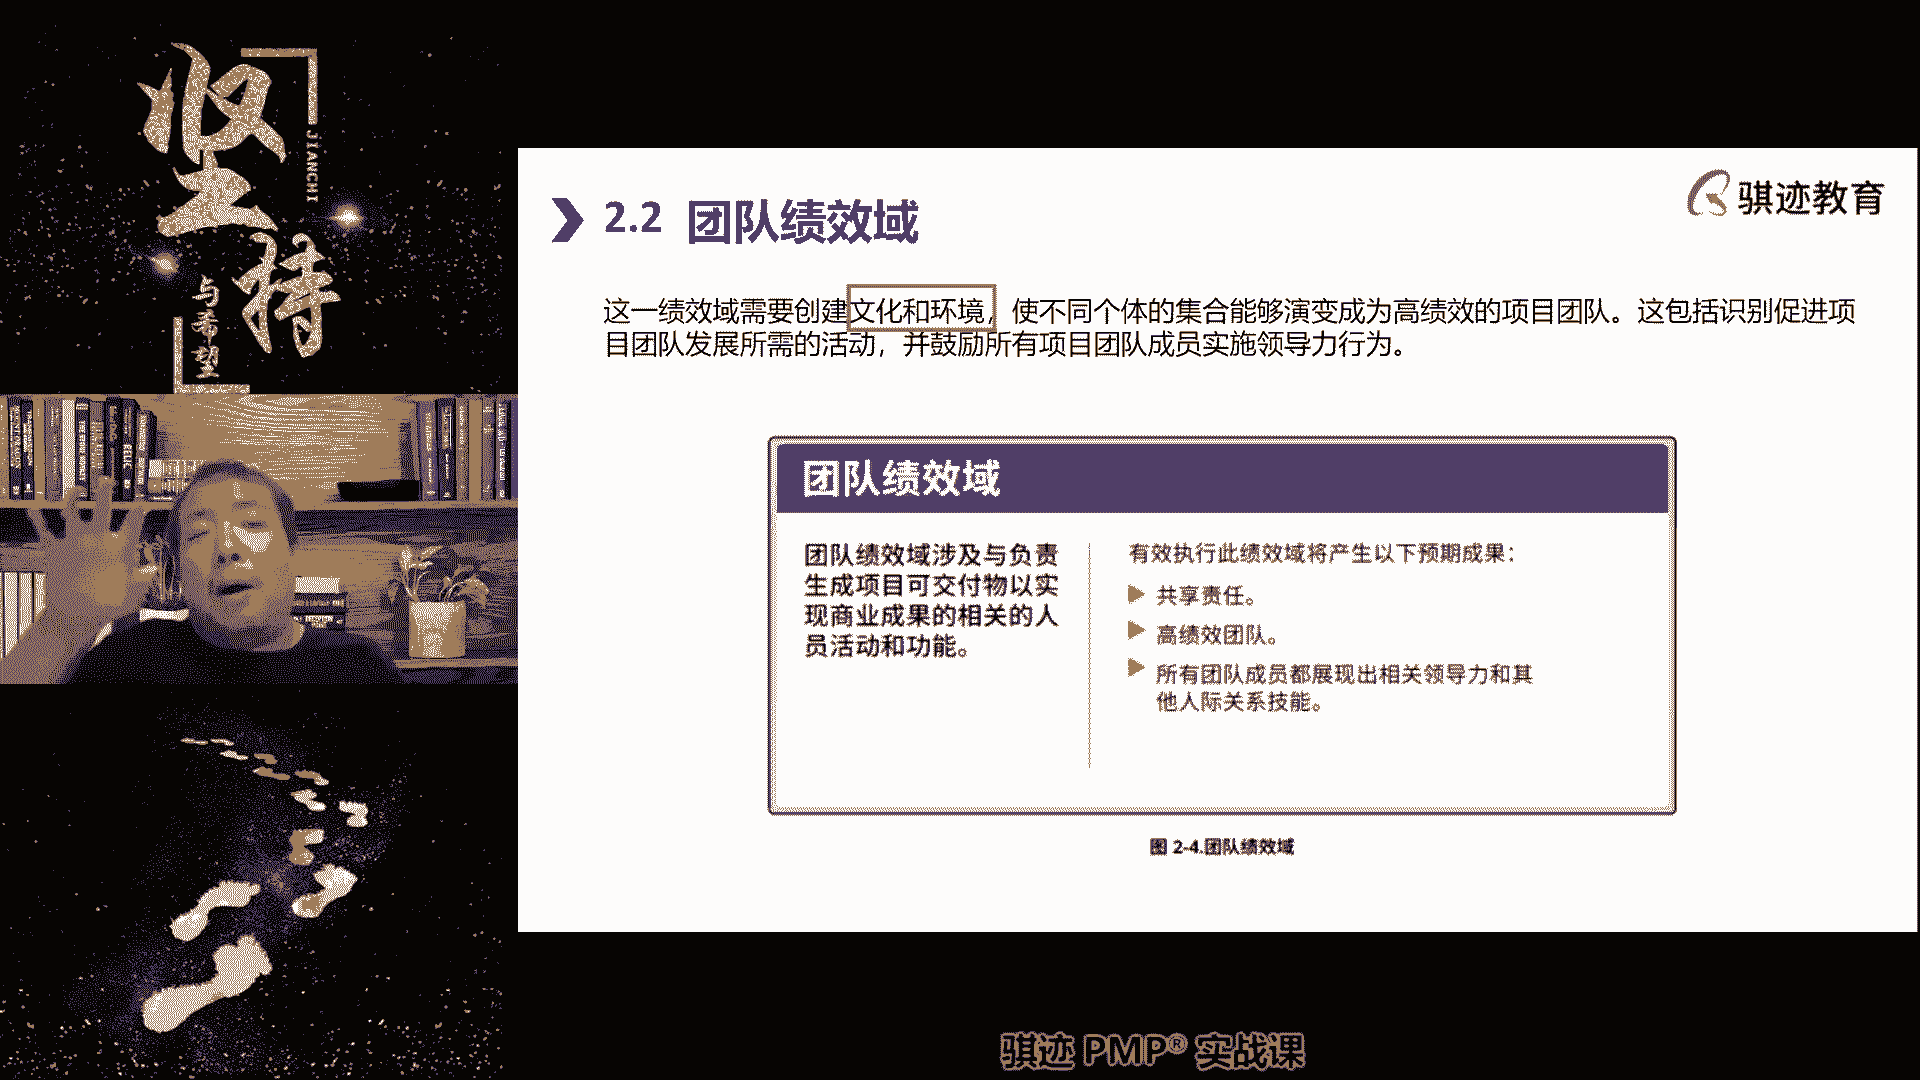 坚持
JIANCHI
与希望
骐迹教育
2.2 团队绩效域
这一绩效域需要创建文化和环境,使不同个体的集合能够演变成为高绩效的项目团队。这包括识别促进项
目团队发展所需的活动,并鼓励所有项目团队成员实施领导力行为。
团队绩效域
团队绩效域涉及与负责
生成项目可交付物以实
现商业成果的相关的人
员活动和功能。
有效执行此绩效域将产生以下预期成果:
共享责任。
高绩效团队。
所有团队成员都展现出相关领导力和其
他人际关系技能。
图 2-4.团队绩效域
骐迹 PMP® 实战课